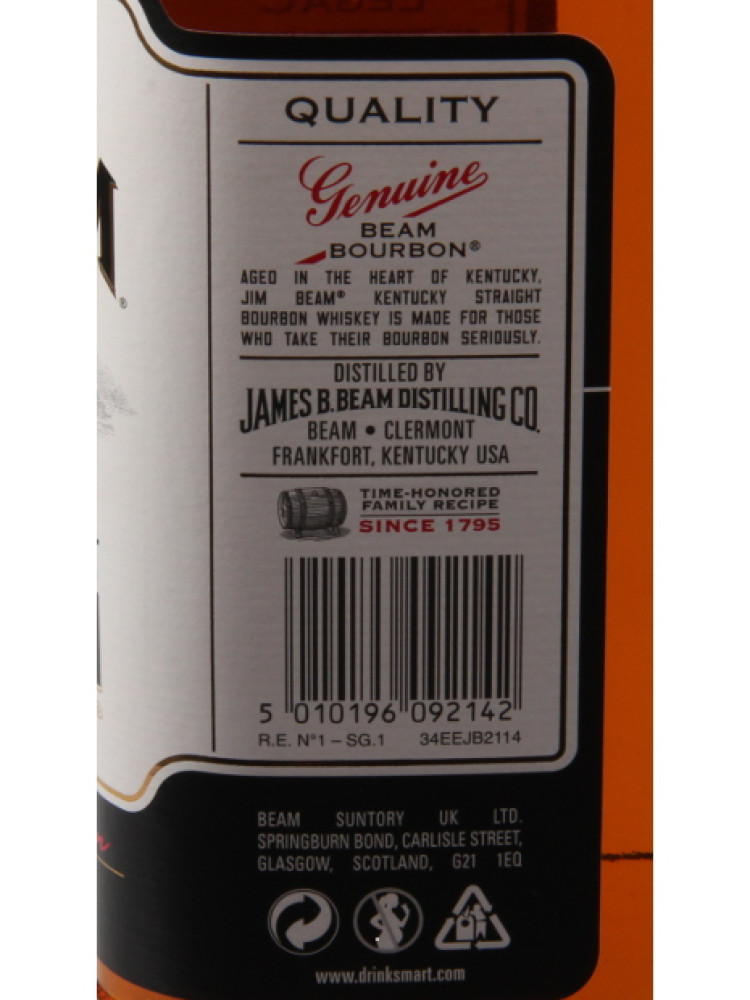 QUALITY
Genuine
BEAM
BOURBON®
AGED IN THE HEART OF KENTUCKY,
JIM BEAM® KENTUCKY STRAIGHT
BOURBON WHISKEY IS MADE FOR THOSE
WHO TAKE THEIR BOURBON SERIOUSLY.
DISTILLED BY
JAMES B. BEAM DISTILLING CO.
BEAM • CLERMONT
FRANKFORT, KENTUCKY USA
TIME-HONORED
FAMILY RECIPE
SINCE 1795
5 010196 092142
R.E. N°1 – SG.1 34EEJB2114
BEAM SUNTORY UK LTD.
SPRINGBURN BOND, CARLISLE STREET,
GLASGOW, SCOTLAND, G21 1EQ
www.drinksmart.com